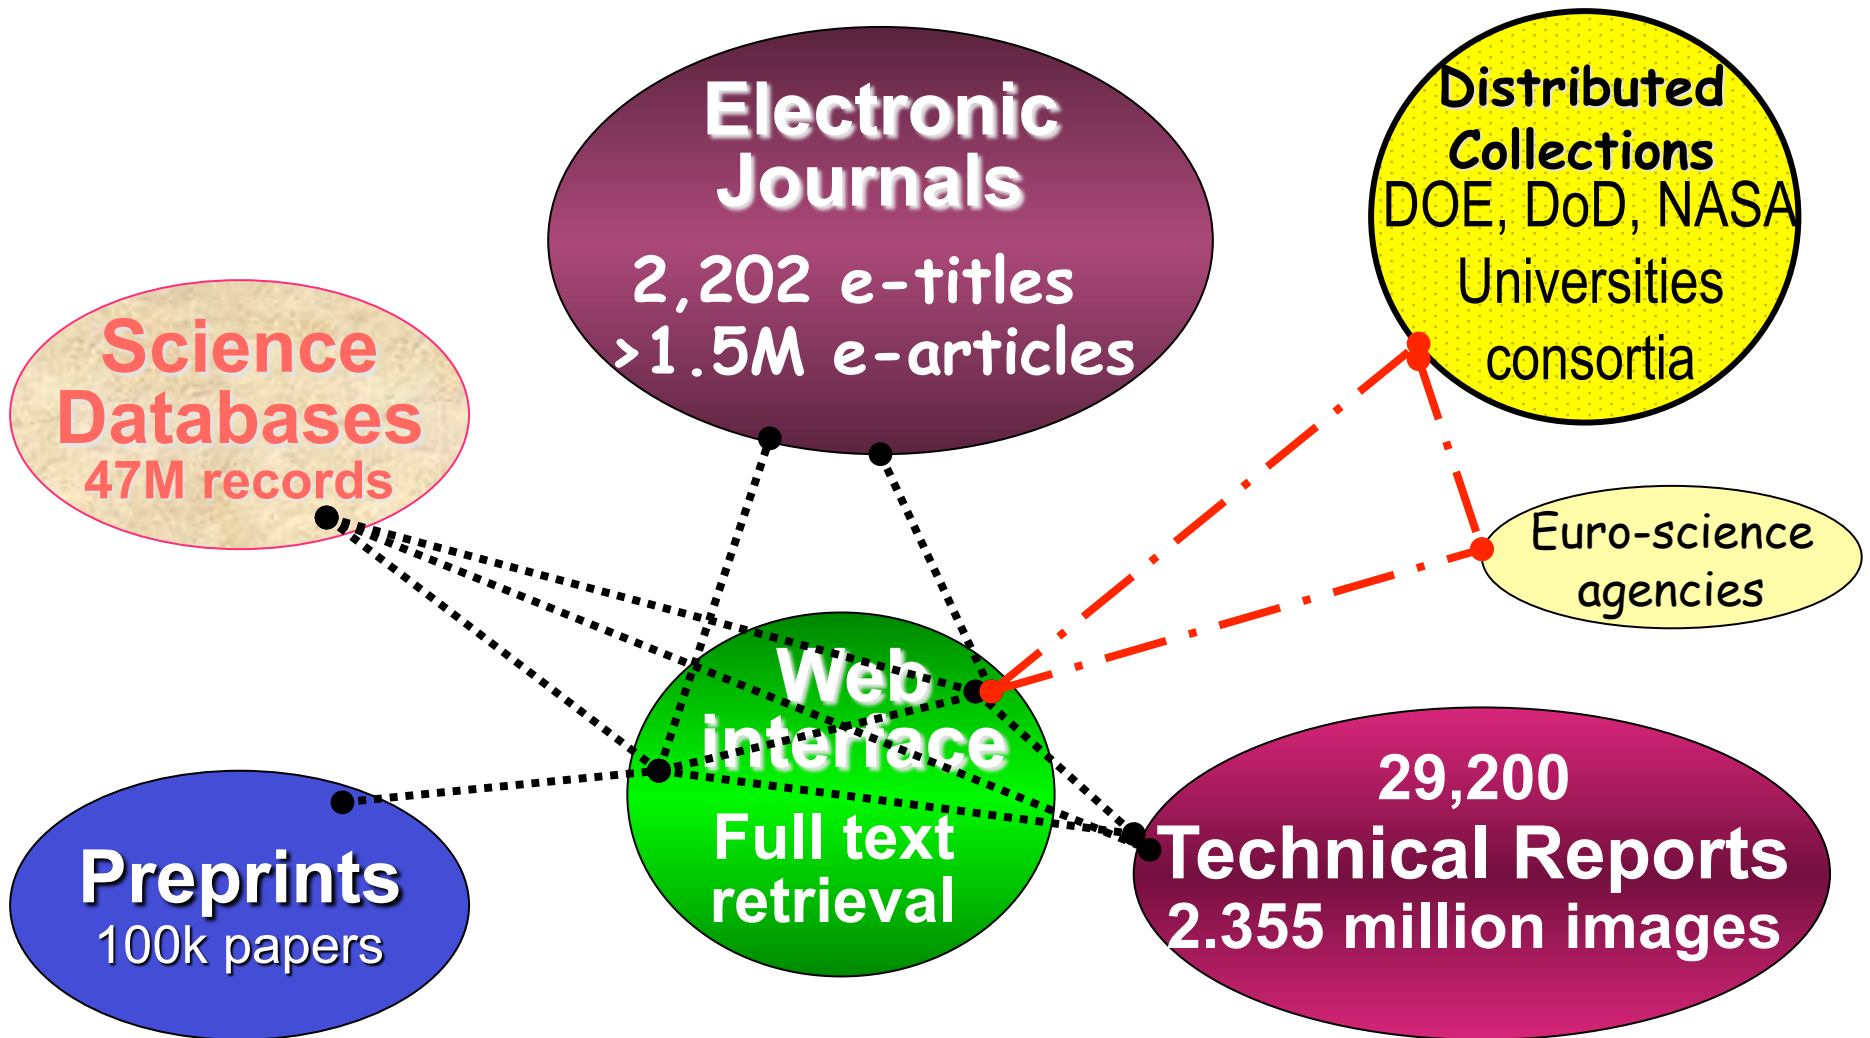 Electronic
Journals
2,202 e-titles
>1.5M e-articles
Distributed
Collections
DOE, DoD, NASA
Universities
consortia
Science
Databases
47M records
Euro-science
agencies
Web
interface
Full text
retrieval
Preprints
100k papers
29,200
Technical Reports
2.355 million images